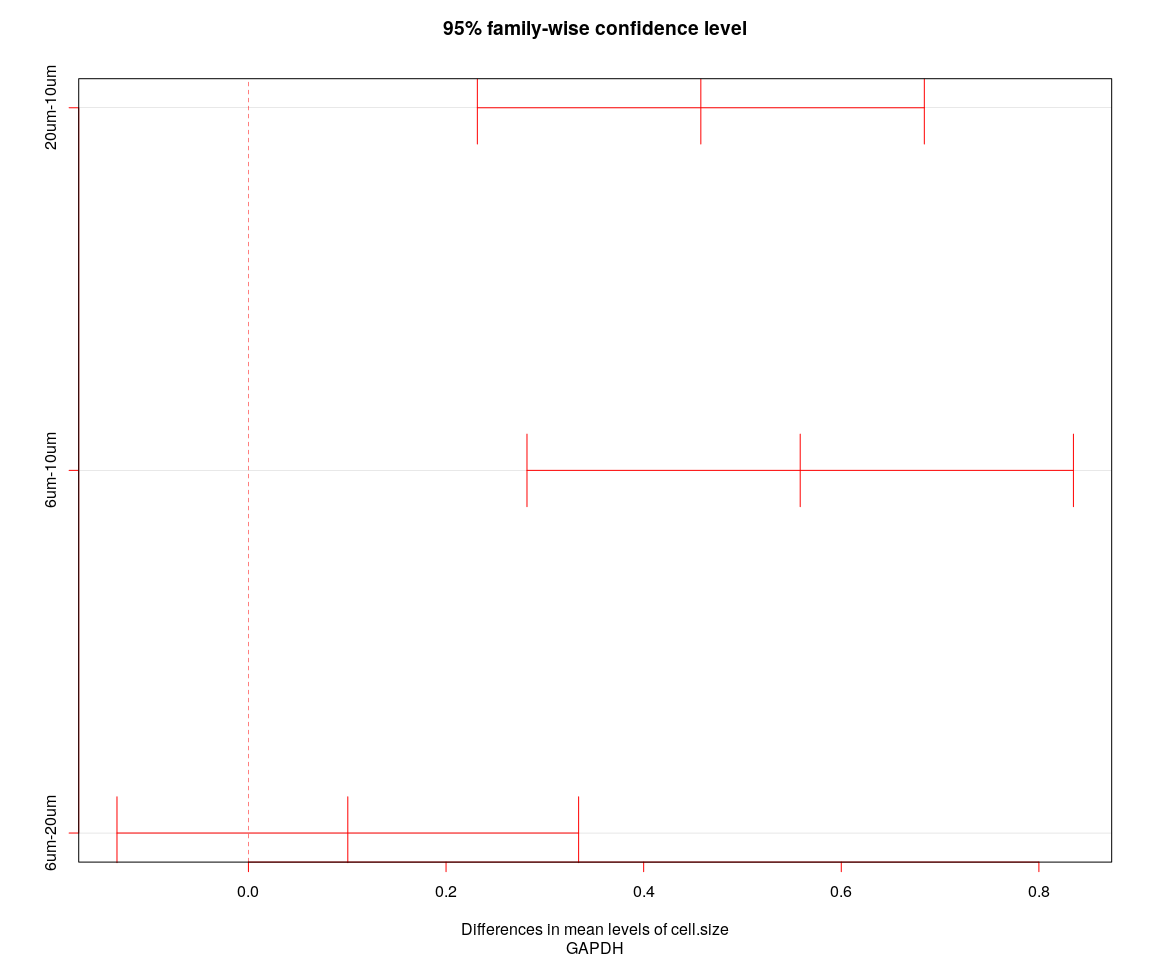 95% family-wise confidence level
20um-10um
6um-10um
6um-20um
0.0 0.2 0.4 0.6 0.8
Differences in mean levels of cell.size
GAPDH